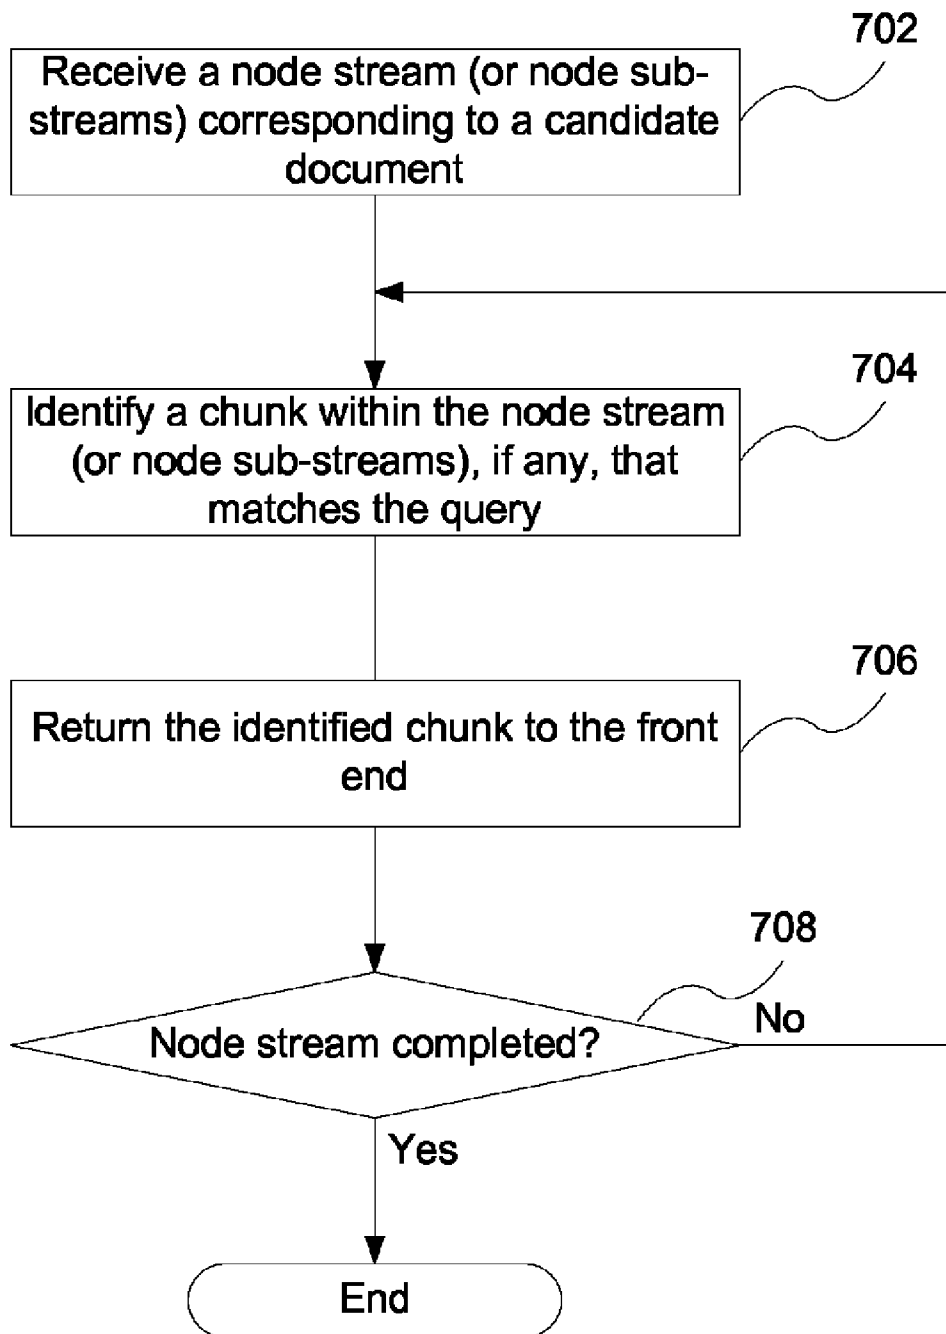 702
Receive a node stream (or node sub-
streams) corresponding to a candidate
document
704
Identify a chunk within the node stream
(or node sub-streams), if any, that
matches the query
706
Return the identified chunk to the front
end
708
Node stream completed?
No
Yes
End